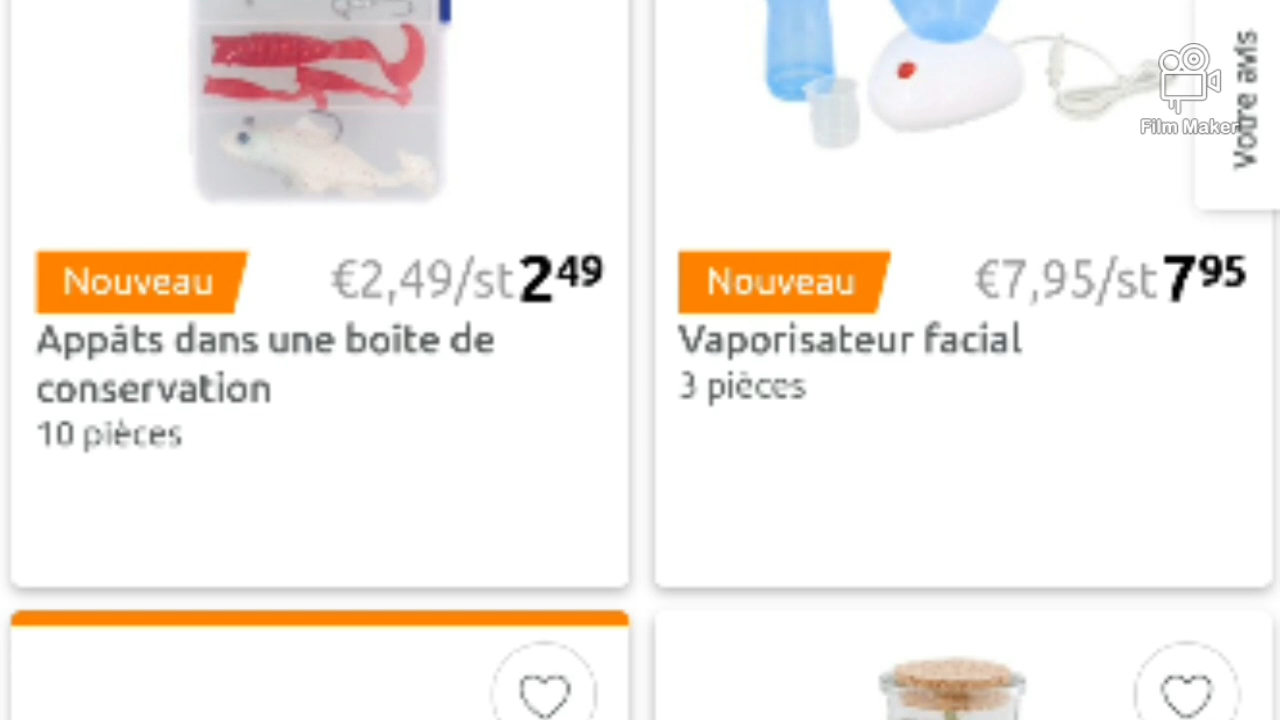 Film Maker
Votre avis
Nouveau €2,49/st 2 49
Appâts dans une boîte de
conservation
10 pièces
Nouveau €7,95/st 7 95
Vaporisateur facial
3 pièces